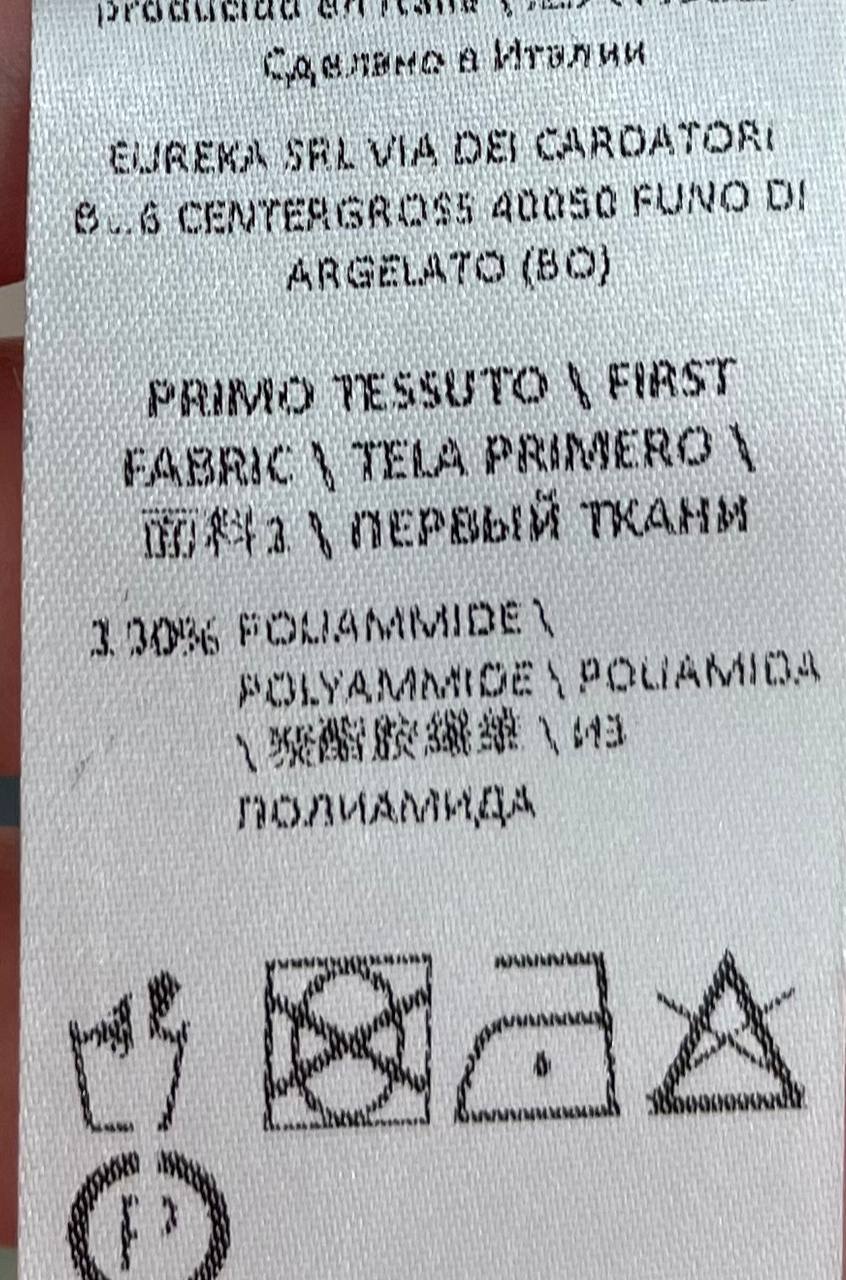 Сделано в Италии
EUREKA SRL VIA DEI CARDATORI
CENTERGROSS 40050 FUNO DI
ARGELATO (BO)
PRIMO TESSUTO \ FIRST
FABRIC \ TELA PRIMERO \
面料1 \ ПЕРВЫЙ ТКАНИ
100% POLIAMMIDE \
POLYAMMIDE \ POLIAMIDA
\ 聚酰胺纖維 \ ИЗ
ПОЛИАМИДА
P